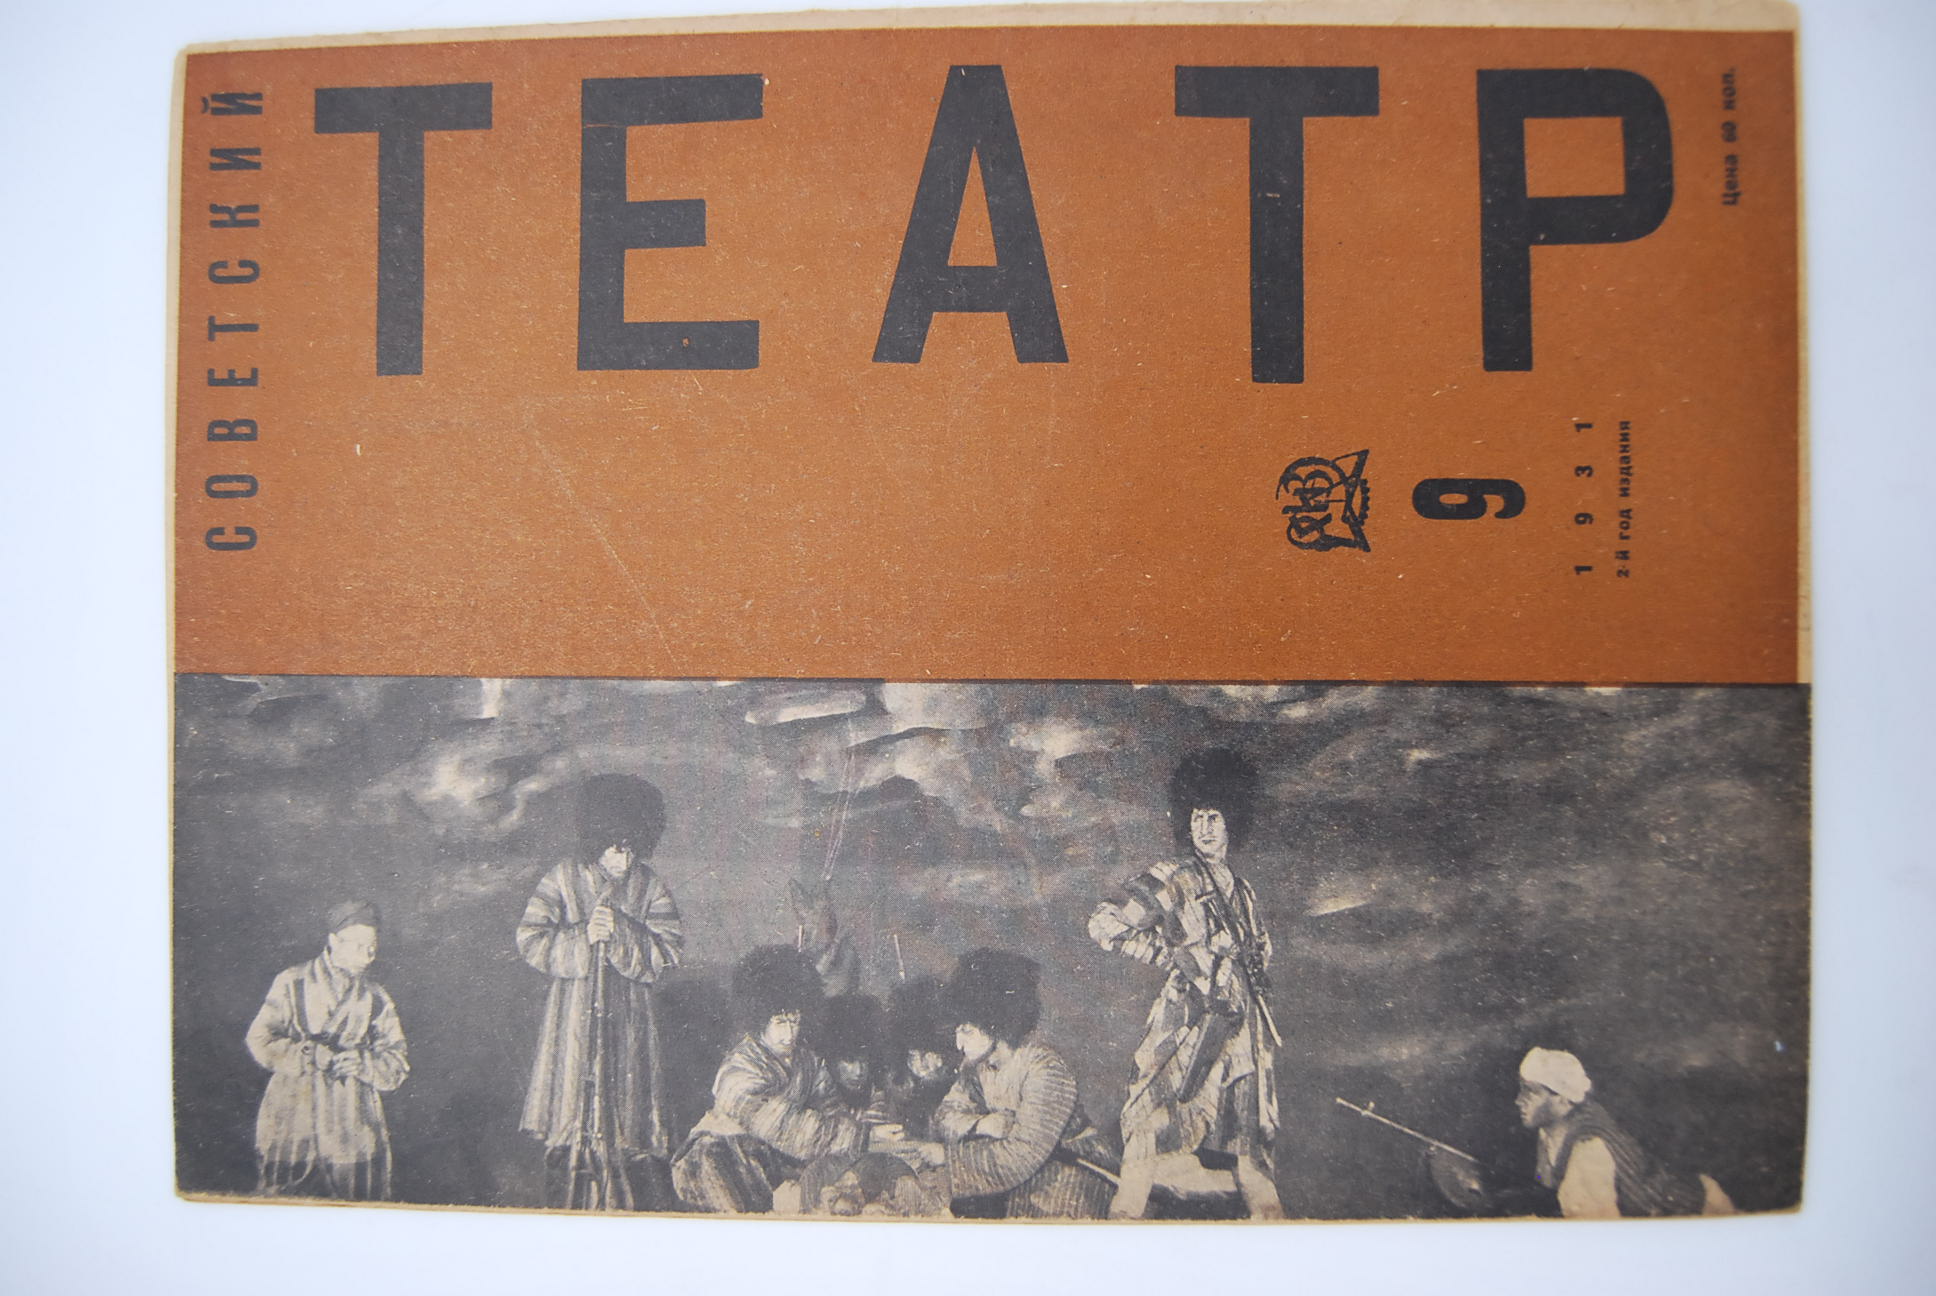 СОВЕТСКИЙ
ТЕАТР
9
1931
2-й год издания
Цена 60 коп.